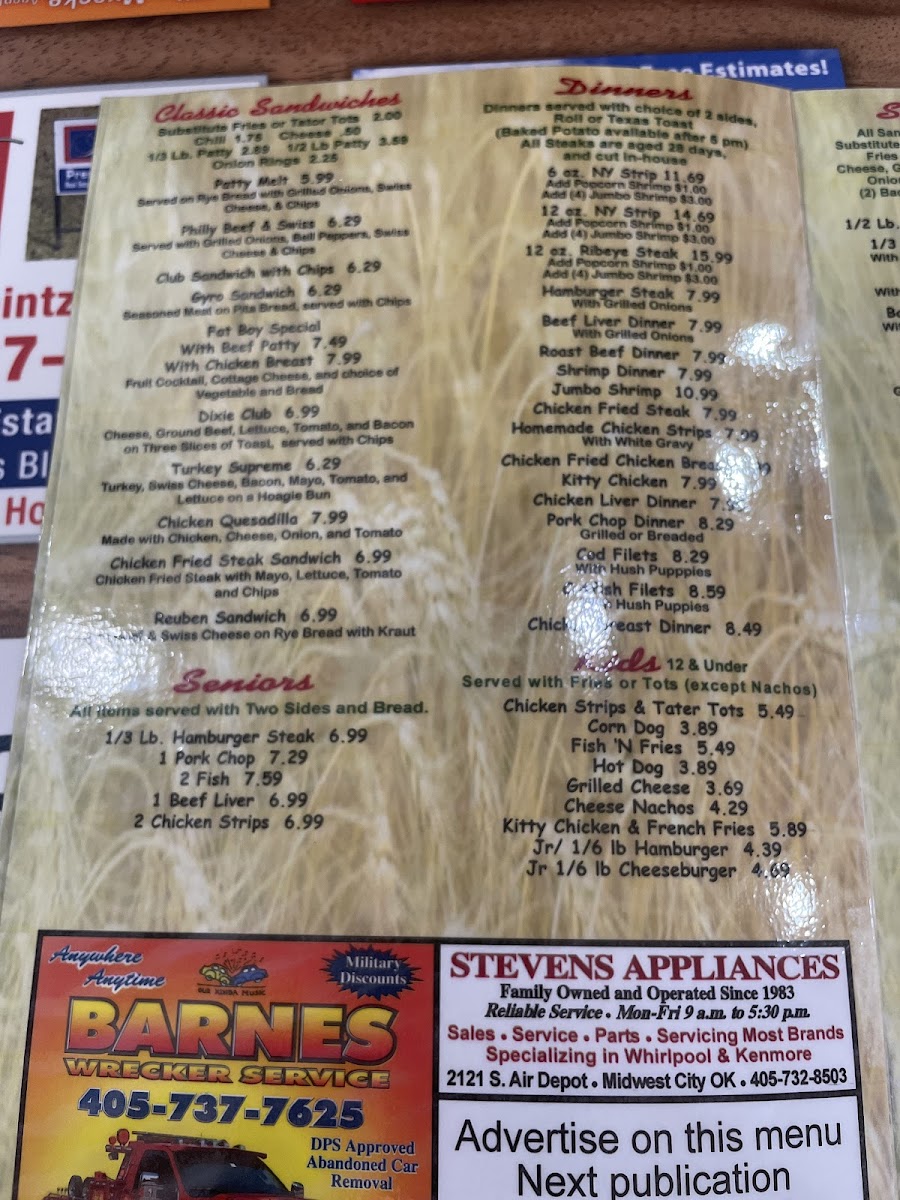 Free Estimates!
Classic Sandwiches
Substitute Fries or Tator Tots 2.00
Chili 1.75 Cheese .50
1/3 Lb. Patty 2.89 1/2 Lb Patty 3.59
Onion Rings 2.25
Patty Melt 5.99
Served on Rye Bread with Grilled Onions, Swiss
Cheese, & Chips
Philly Beef & Swiss 6.29
Served with Grilled Onions, Bell Peppers, Swiss
Cheese & Chips
Club Sandwich with Chips 6.29
Gyro Sandwich 6.29
Seasoned Meat on Pita Bread, served with Chips
Fat Boy Special
With Beef Patty 7.49
With Chicken Breast 7.99
Fruit Cocktail, Cottage Cheese, and choice of
Vegetable and Bread
Dixie Club 6.99
Cheese, Ground Beef, Lettuce, Tomato, and Bacon
on Three Slices of Toast, served with Chips
Turkey Supreme 6.29
Turkey, Swiss Cheese, Bacon, Mayo, Tomato, and
Lettuce on a Hoagie Bun
Chicken Quesadilla 7.99
Made with Chicken, Cheese, Onion, and Tomato
Chicken Fried Steak Sandwich 6.99
Chicken Fried Steak with Mayo, Lettuce, Tomato
and Chips
Reuben Sandwich 6.99
& Swiss Cheese on Rye Bread with Kraut
Seniors
All items served with Two Sides and Bread.
1/3 Lb. Hamburger Steak 6.99
1 Pork Chop 7.29
2 Fish 7.59
1 Beef Liver 6.99
2 Chicken Strips 6.99
Dinners
Dinners served with choice of 2 sides,
Roll or Texas Toast
(Baked Potato available after 5 pm)
All Steaks are aged 28 days,
and cut in-house
6 oz. NY Strip 11.69
Add Popcorn Shrimp $1.00
Add (4) Jumbo Shrimp $3.00
12 oz. NY Strip 14.69
Add Popcorn Shrimp $1.00
Add (4) Jumbo Shrimp $3.00
12 oz. Ribeye Steak 15.99
Add Popcorn Shrimp $1.00
Add (4) Jumbo Shrimp $3.00
Hamburger Steak 7.99
With Grilled Onions
Beef Liver Dinner 7.99
With Grilled Onions
Roast Beef Dinner 7.99
Shrimp Dinner 7.99
Jumbo Shrimp 10.99
Chicken Fried Steak 7.99
Homemade Chicken Strips 7.99
With White Gravy
Chicken Fried Chicken
Kitty Chicken 7.99
Chicken Liver Dinner
Pork Chop Dinner 8.29
Grilled or Breaded
Cod Filets 8.29
With Hush Pupppies
Filets 8.59
Hush Puppies
Dinner 8.49
Kids 12 & Under
Served with Fries or Tots (except Nachos)
Chicken Strips & Tater Tots 5.49
Corn Dog 3.89
Fish 'N Fries 5.49
Hot Dog 3.89
Grilled Cheese 3.69
Cheese Nachos 4.29
Kitty Chicken & French Fries 5.89
Jr/ 1/6 lb Hamburger 4.39
Jr 1/6 lb Cheeseburger 4.69
1/2 Lb.
1/3
With
Anywhere
Anytime
Military
Discounts
BARNES
WRECKER SERVICE
405-737-7625
DPS Approved
Abandoned Car
Removal
STEVENS APPLIANCES
Family Owned and Operated Since 1983
Reliable Service • Mon-Fri 9 a.m. to 5:30 p.m.
Sales • Service • Parts • Servicing Most Brands
Specializing in Whirlpool & Kenmore
2121 S. Air Depot • Midwest City OK • 405-732-8503
Advertise on this menu
Next publication